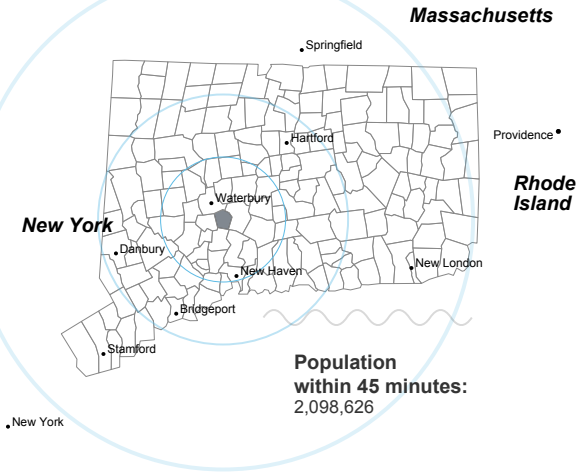 Massachusetts
Springfield
Hartford
Providence
Rhode
Island
Waterbury
New York
Danbury
New Haven
New London
Bridgeport
Stamford
Population
within 45 minutes:
2,098,626
New York